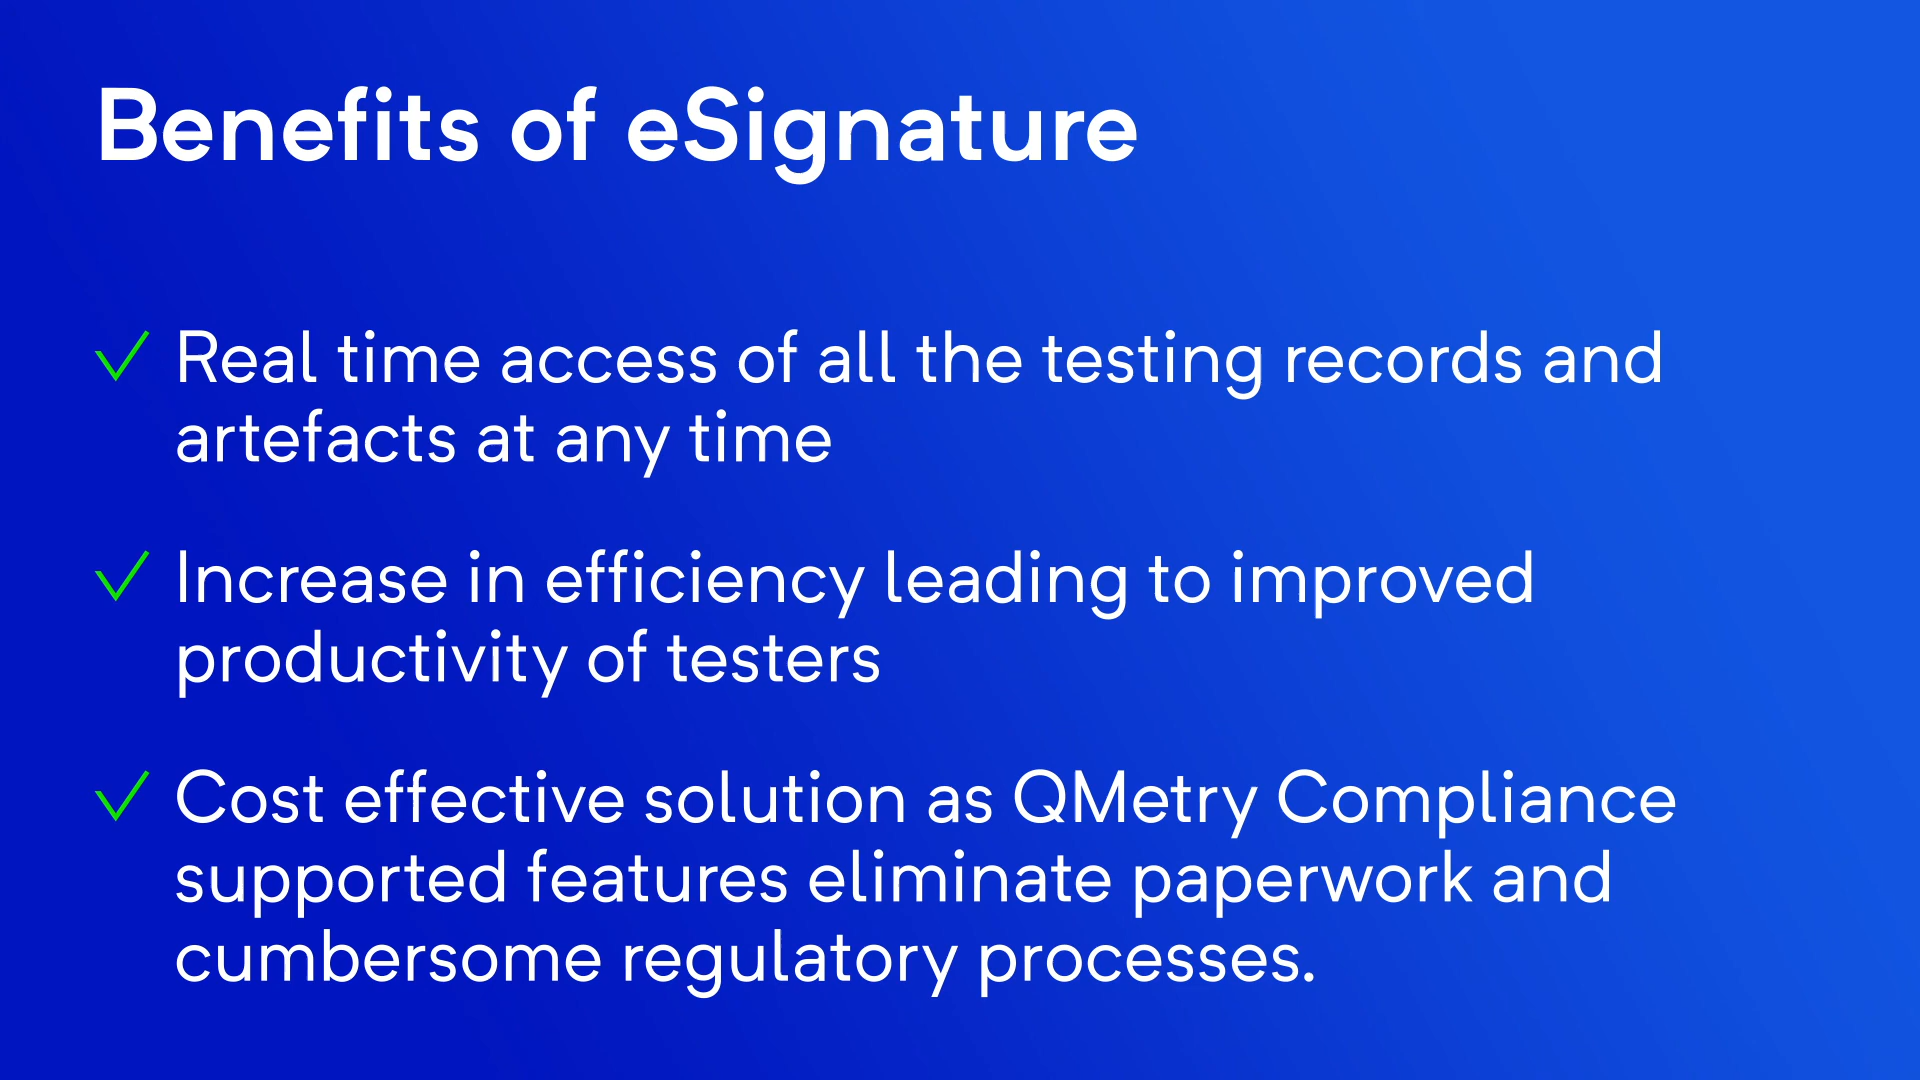 Benefits of eSignature
Real time access of all the testing records and
artefacts at any time
Increase in efficiency leading to improved
productivity of testers
Cost effective solution as QMetry Compliance
supported features eliminate paperwork and
cumbersome regulatory processes.